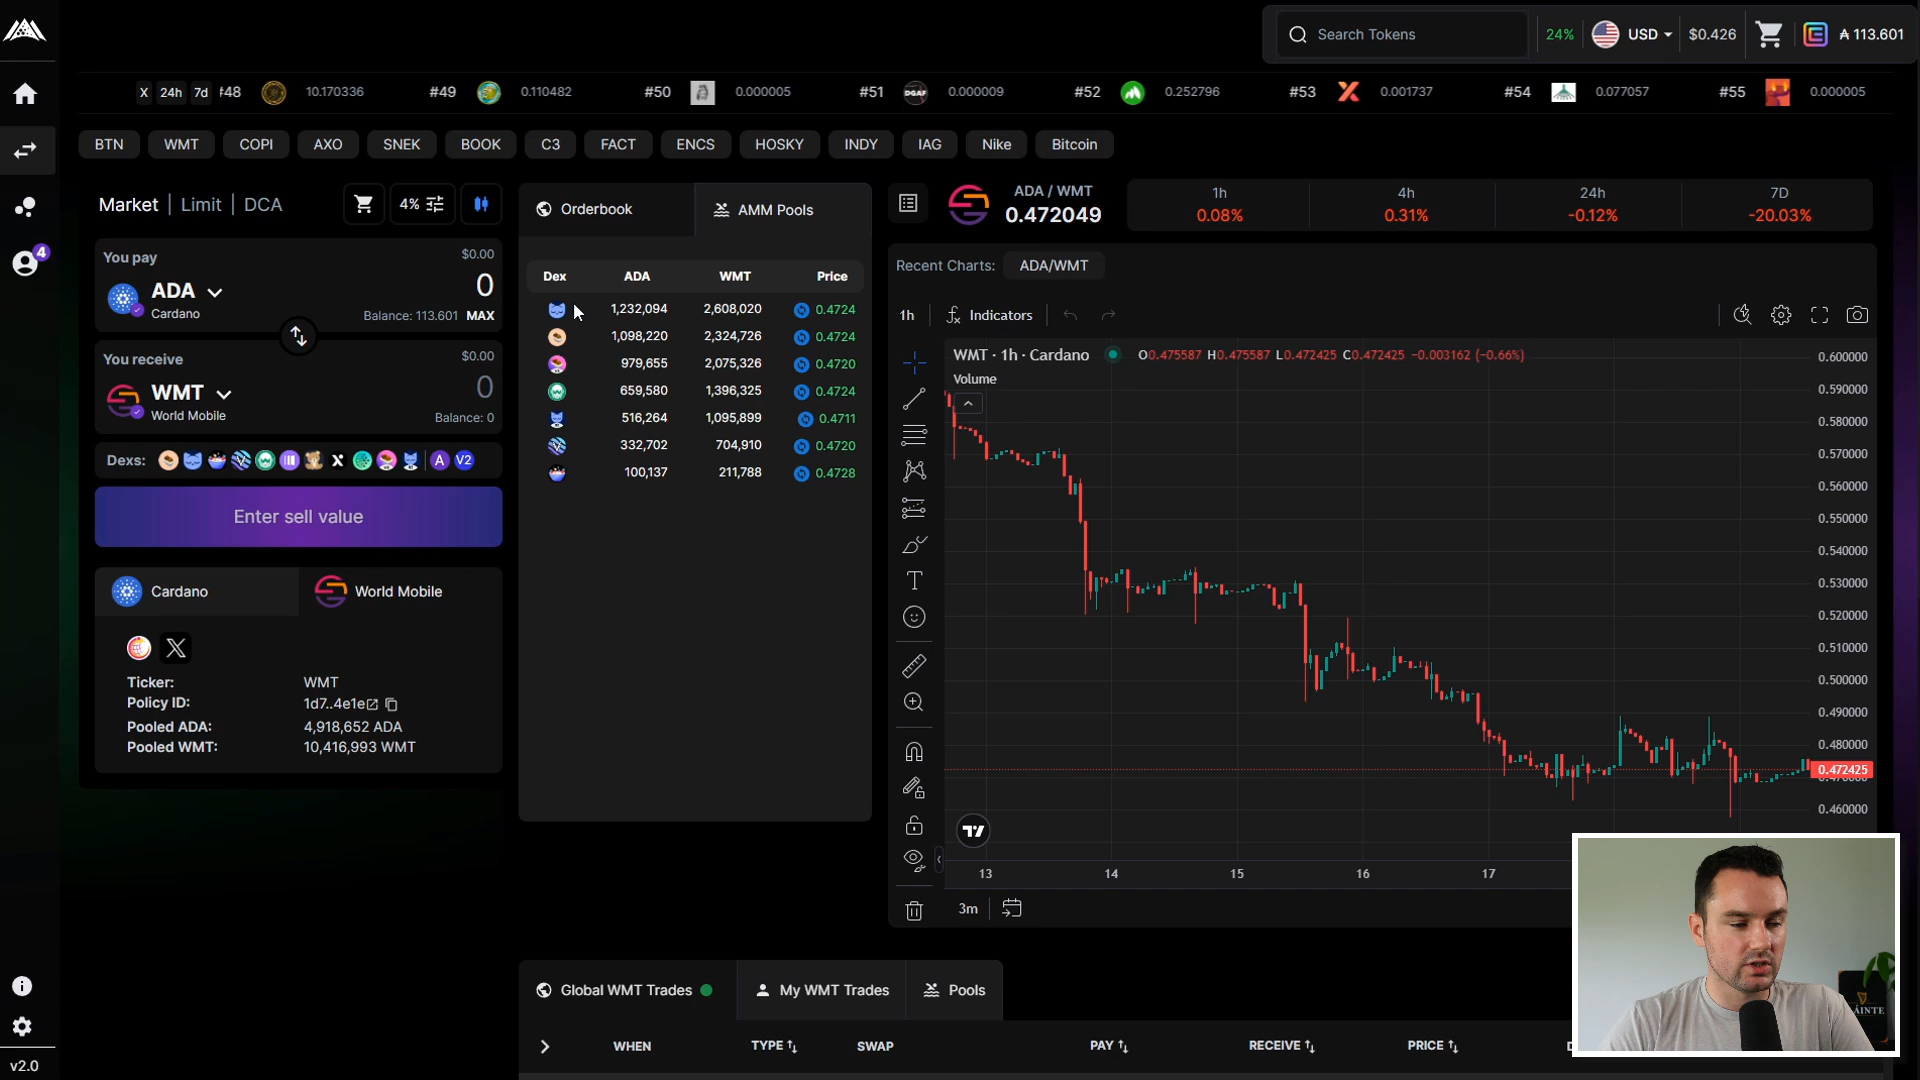 Search Tokens
24%
USD
$0.426
₳ 113.601
X 24h 7d #48 10.170336 #49 0.110482 #50 0.000005 #51 DGAF 0.000009 #52 0.252796 #53 0.001737 #54 0.077057 #55 0.000005
BTN WMT COPI AXO SNEK BOOK C3 FACT ENCS HOSKY INDY IAG Nike Bitcoin
4
Market | Limit | DCA
4%
You pay
$0.00
ADA
0
Cardano
Balance: 113.601 MAX
You receive
$0.00
WMT
0
World Mobile
Balance: 0
Dexs:
A V2
Enter sell value
Cardano
World Mobile
Ticker: WMT
Policy ID: 1d7..4e1e
Pooled ADA: 4,918,652 ADA
Pooled WMT: 10,416,993 WMT
v2.0
Orderbook
AMM Pools
Dex ADA WMT Price
1,232,094 2,608,020 0.4724
1,098,220 2,324,726 0.4724
979,655 2,075,326 0.4720
659,580 1,396,325 0.4724
516,264 1,095,899 0.4711
332,702 704,910 0.4720
100,137 211,788 0.4728
ADA / WMT
0.472049
1h 4h 24h 7D
0.08% 0.31% -0.12% -20.03%
Recent Charts: ADA/WMT
1h Indicators
WMT · 1h · Cardano O0.475587 H0.475587 L0.472425 C0.472425 -0.003162 (-0.66%)
Volume
0.600000
0.590000
0.580000
0.570000
0.560000
0.550000
0.540000
0.530000
0.520000
0.510000
0.500000
0.490000
0.480000
0.472425
0.460000
13 14 15 16 17
3m
Global WMT Trades
My WMT Trades
Pools
WHEN TYPE SWAP PAY RECEIVE PRICE